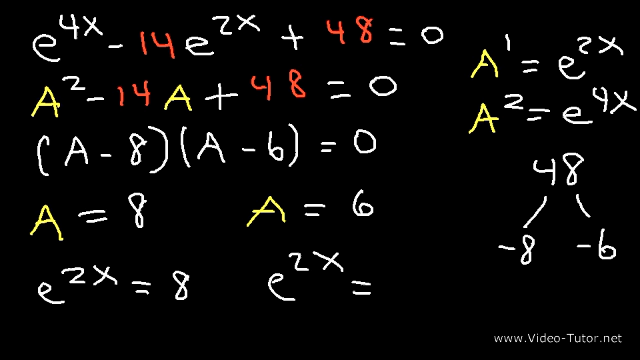 e^{4x} - 14e^{2x} + 48 = 0
A^2 - 14A + 48 = 0
(A - 8)(A - 6) = 0
A = 8    A = 6
e^{2x} = 8    e^{2x} =
A^1 = e^{2x}
A^2 = e^{4x}
48
-8  -6
www.Video-Tutor.net